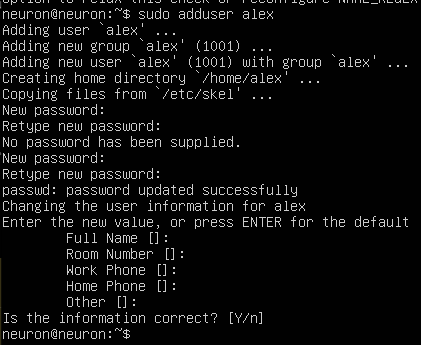 option to relax this check or reconfigure NAME_REGEX
neuron@neuron:~$ sudo adduser alex
Adding user `alex' ...
Adding new group `alex' (1001) ...
Adding new user `alex' (1001) with group `alex' ...
Creating home directory `/home/alex' ...
Copying files from `/etc/skel' ...
New password:
Retype new password:
No password has been supplied.
New password:
Retype new password:
passwd: password updated successfully
Changing the user information for alex
Enter the new value, or press ENTER for the default
Full Name []:
Room Number []:
Work Phone []:
Home Phone []:
Other []:
Is the information correct? [Y/n]
neuron@neuron:~$